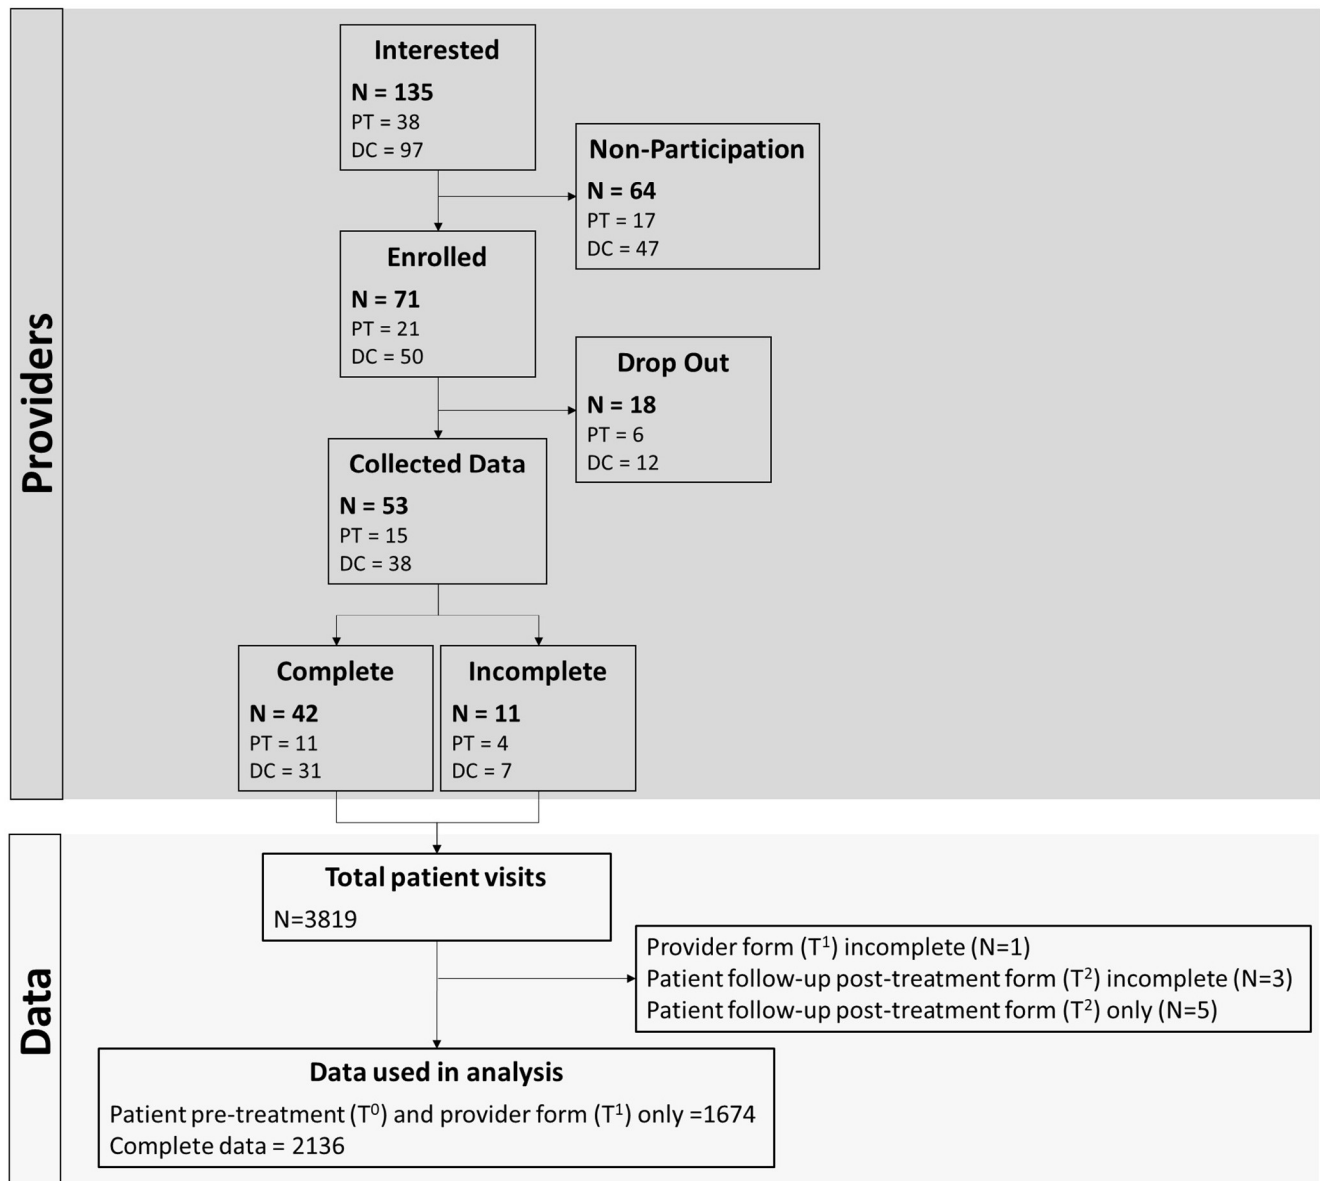 Providers
Interested
N = 135
PT = 38
DC = 97
Non-Participation
N = 64
PT = 17
DC = 47
Enrolled
N = 71
PT = 21
DC = 50
Drop Out
N = 18
PT = 6
DC = 12
Collected Data
N = 53
PT = 15
DC = 38
Complete
N = 42
PT = 11
DC = 31
Incomplete
N = 11
PT = 4
DC = 7
Data
Total patient visits
N=3819
Provider form (T¹) incomplete (N=1)
Patient follow-up post-treatment form (T²) incomplete (N=3)
Patient follow-up post-treatment form (T²) only (N=5)
Data used in analysis
Patient pre-treatment (T⁰) and provider form (T¹) only =1674
Complete data = 2136